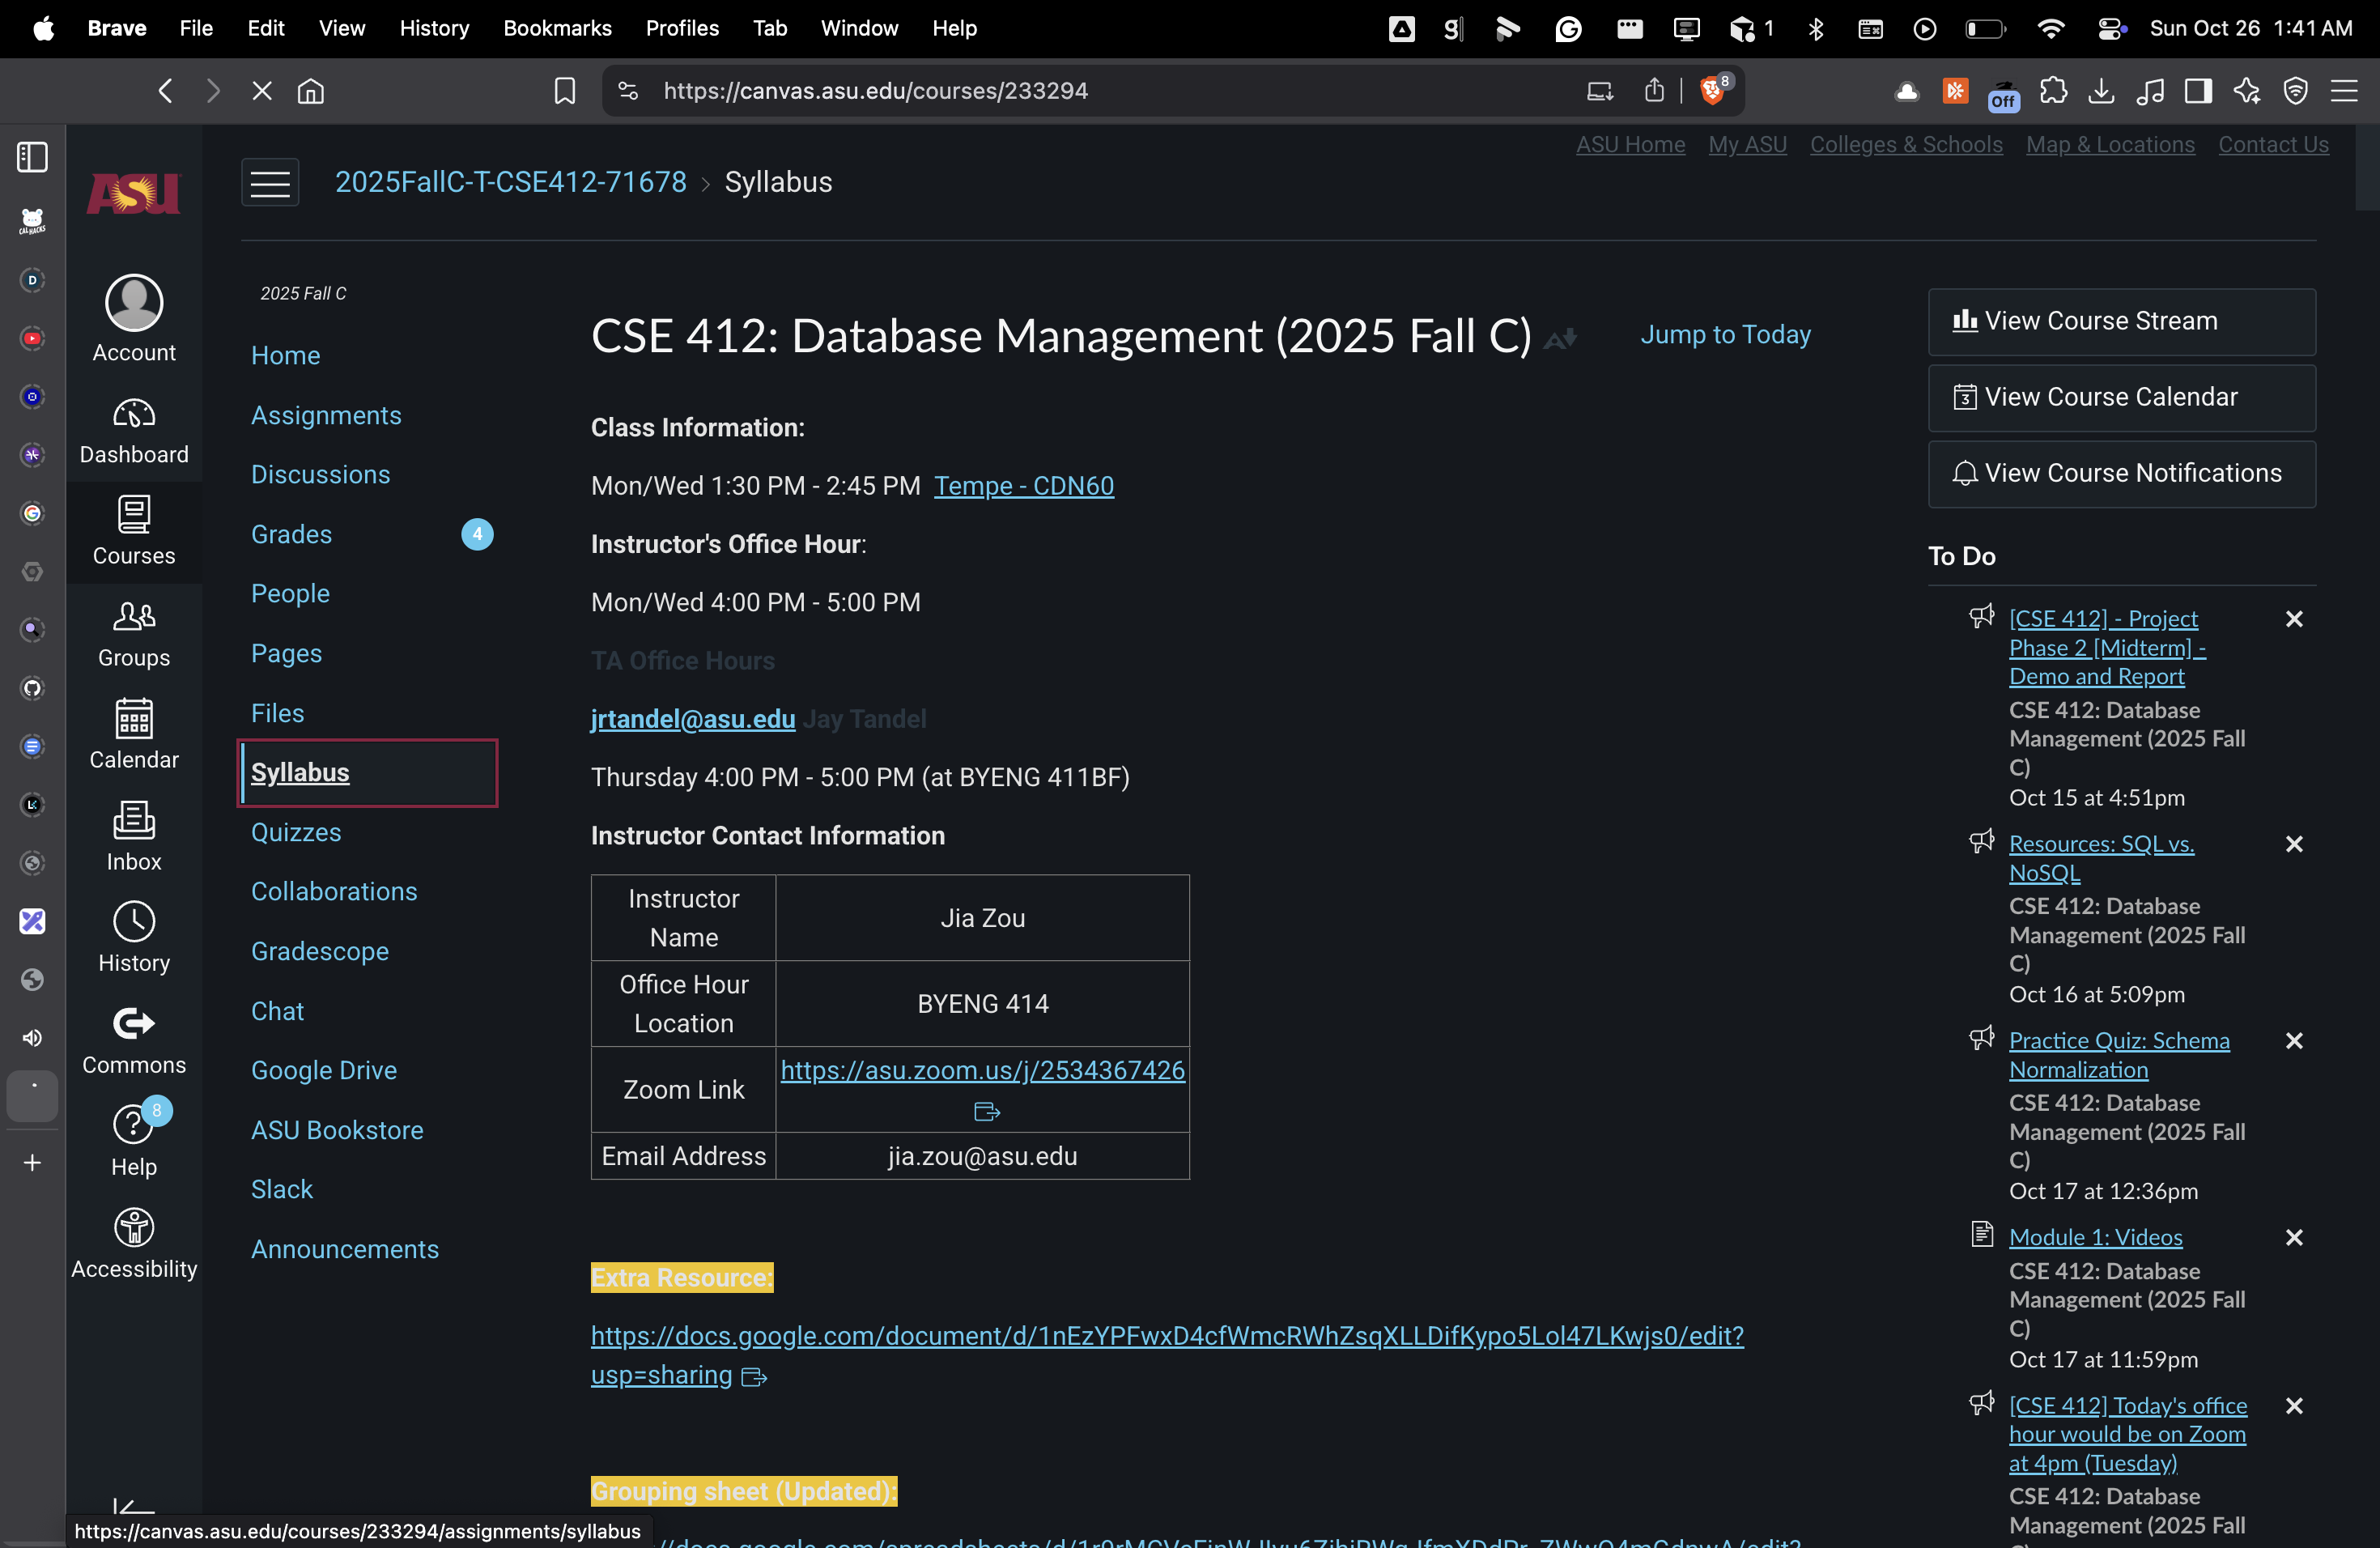 Brave File Edit View History Bookmarks Profiles Tab Window Help
1
Sun Oct 26 1:41 AM
https://canvas.asu.edu/courses/233294
8
Off
ASU Home My ASU Colleges & Schools Map & Locations Contact Us
CAL HACKS
D
ASU
Account
Dashboard
Courses
Groups
Calendar
Inbox
History
Commons
8
Help
Accessibility
2025FallC-T-CSE412-71678 > Syllabus
2025 Fall C
Home
Assignments
Discussions
Grades 4
People
Pages
Files
Syllabus
Quizzes
Collaborations
Gradescope
Chat
Google Drive
ASU Bookstore
Slack
Announcements
CSE 412: Database Management (2025 Fall C)
Jump to Today
Class Information:
Mon/Wed 1:30 PM - 2:45 PM Tempe - CDN60
Instructor's Office Hour:
Mon/Wed 4:00 PM - 5:00 PM
TA Office Hours
jrtandel@asu.edu Jay Tandel
Thursday 4:00 PM - 5:00 PM (at BYENG 411BF)
Instructor Contact Information
Instructor
Name
Jia Zou
Office Hour
Location
BYENG 414
Zoom Link
https://asu.zoom.us/j/2534367426
Email Address
jia.zou@asu.edu
Extra Resource:
https://docs.google.com/document/d/1nEzYPFwxD4cfWmcRWhZsqXLLDifKypo5Lol47LKwjs0/edit?
usp=sharing
Grouping sheet (Updated):
View Course Stream
3
View Course Calendar
View Course Notifications
To Do
[CSE 412] - Project
Phase 2 [Midterm] -
Demo and Report
CSE 412: Database
Management (2025 Fall
C)
Oct 15 at 4:51pm
Resources: SQL vs.
NoSQL
CSE 412: Database
Management (2025 Fall
C)
Oct 16 at 5:09pm
Practice Quiz: Schema
Normalization
CSE 412: Database
Management (2025 Fall
C)
Oct 17 at 12:36pm
Module 1: Videos
CSE 412: Database
Management (2025 Fall
C)
Oct 17 at 11:59pm
[CSE 412] Today's office
hour would be on Zoom
at 4pm (Tuesday)
CSE 412: Database
Management (2025 Fall
https://canvas.asu.edu/courses/233294/assignments/syllabus